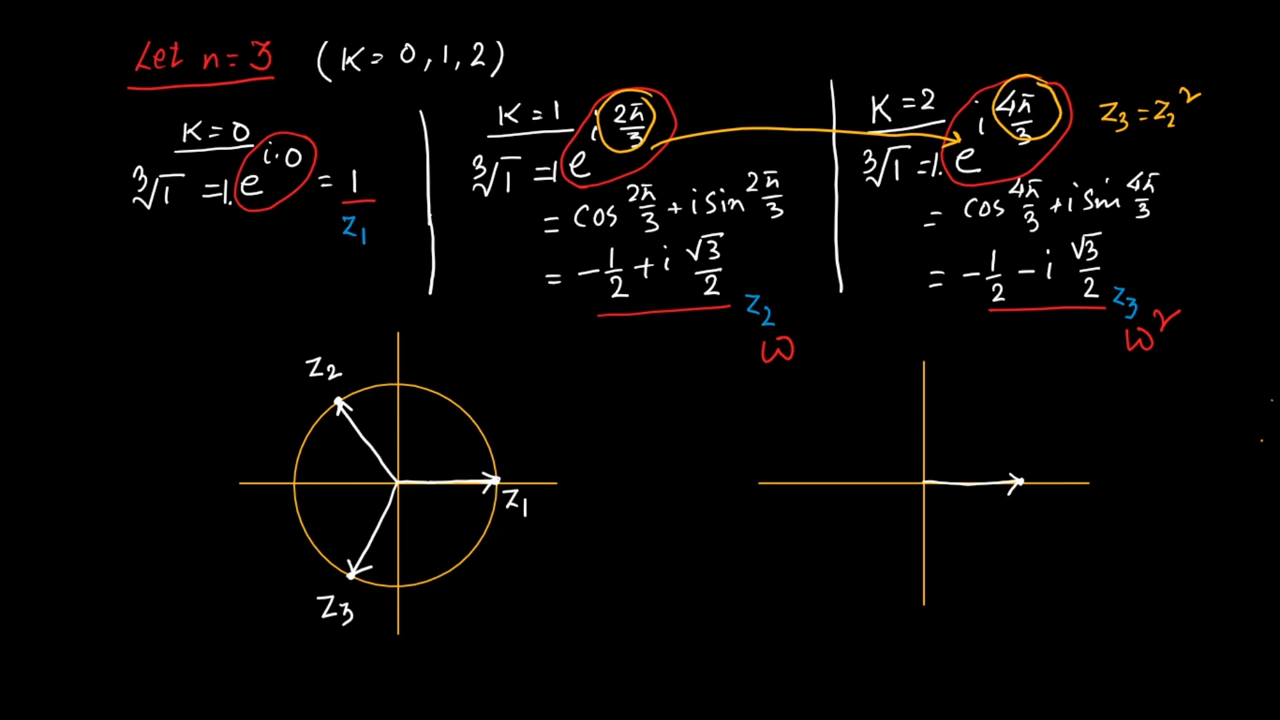 Let n = 3 (K = 0, 1, 2)
K = 0
∛1 = 1. e^{i·0} = 1
z₁
K = 1
∛1 = 1 e^{i 2π/3}
= cos 2π/3 + i sin 2π/3
= -1/2 + i √3/2
z₂
ω
K = 2
∛1 = 1. e^{i 4π/3}
= cos 4π/3 + i sin 4π/3
= -1/2 - i √3/2
z₃
ω²
z₃ = z₂²
z₂
z₁
z₃